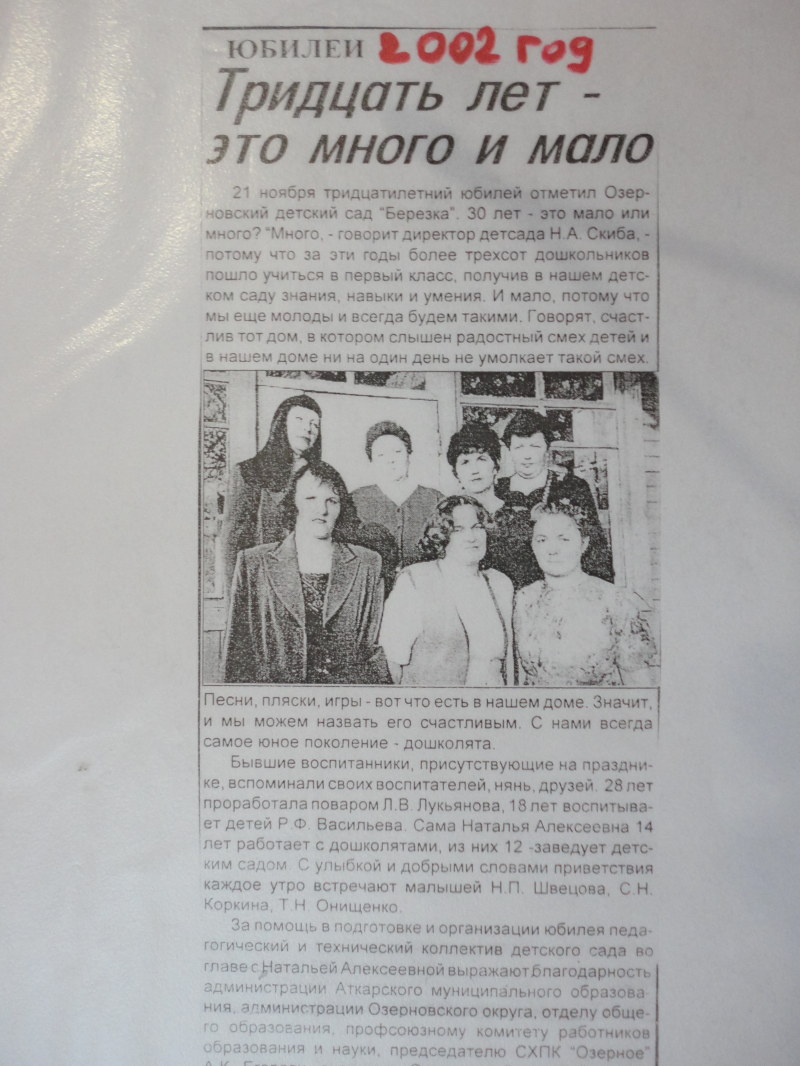 ЮБИЛЕИ 2002 год
Тридцать лет -
это много и мало
21 ноября тридцатилетний юбилей отметил Озер-
новский детский сад "Березка". 30 лет - это мало или
много? "Много, - говорит директор детсада Н.А. Скиба, -
потому что за эти годы более трехсот дошкольников
пошло учиться в первый класс, получив в нашем детс-
ком саду знания, навыки и умения. И мало, потому что
мы еще молоды и всегда будем такими. Говорят, счаст-
лив тот дом, в котором слышен радостный смех детей и
в нашем доме ни на один день не умолкает такой смех.
Песни, пляски, игры - вот что есть в нашем доме. Значит,
и мы можем назвать его счастливым. С нами всегда
самое юное поколение - дошколята.
Бывшие воспитанники, присутствующие на праздни-
ке, вспоминали своих воспитателей, нянь, друзей. 28 лет
проработала поваром Л.В. Лукьянова, 18 лет воспитыва-
ет детей Р.Ф. Васильева. Сама Наталья Алексеевна 14
лет работает с дошколятами, из них 12 -заведует детс-
ким садом. С улыбкой и добрыми словами приветствия
каждое утро встречают малышей Н.П. Швецова, С.Н.
Коркина, Т.Н. Онищенко.
За помощь в подготовке и организации юбилея педа-
гогический и технический коллектив детского сада во
главе с Натальей Алексеевной выражают благодарность
администрации Аткарского муниципального образова-
ния, администрации Озерновского округа, отделу обще-
го образования, профсоюзному комитету работников
образования и науки, председателю СХПК "Озерное"